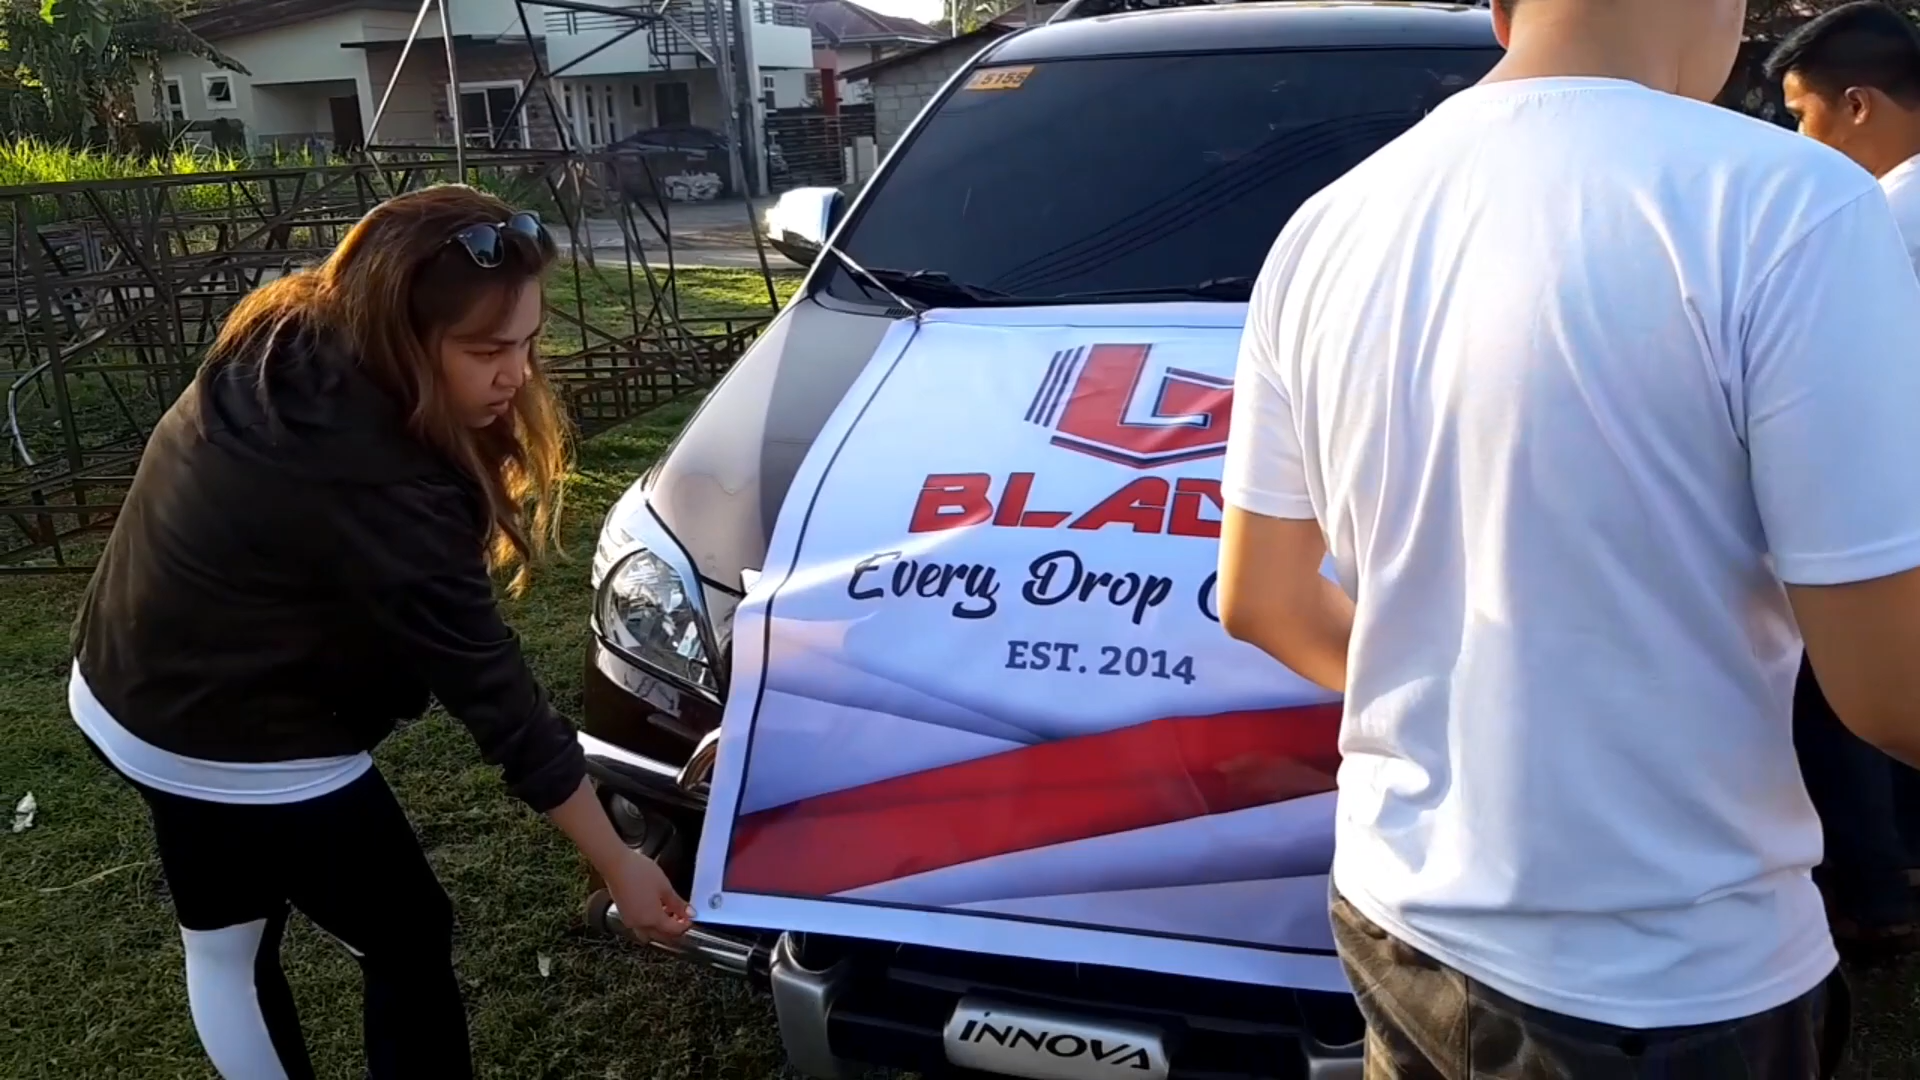 5155
BLAD
Every Drop
EST. 2014
INNOVA